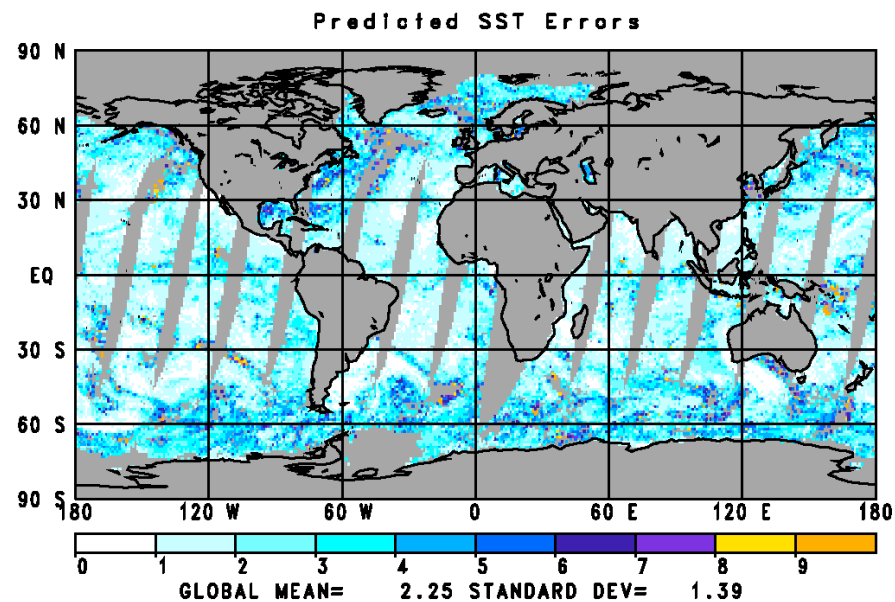 Predicted SST Errors
90 N
60 N
30 N
EQ
30 S
60 S
90 S
180 120 W 60 W 0 60 E 120 E 180
0 1 2 3 4 5 6 7 8 9
GLOBAL MEAN= 2.25 STANDARD DEV= 1.39